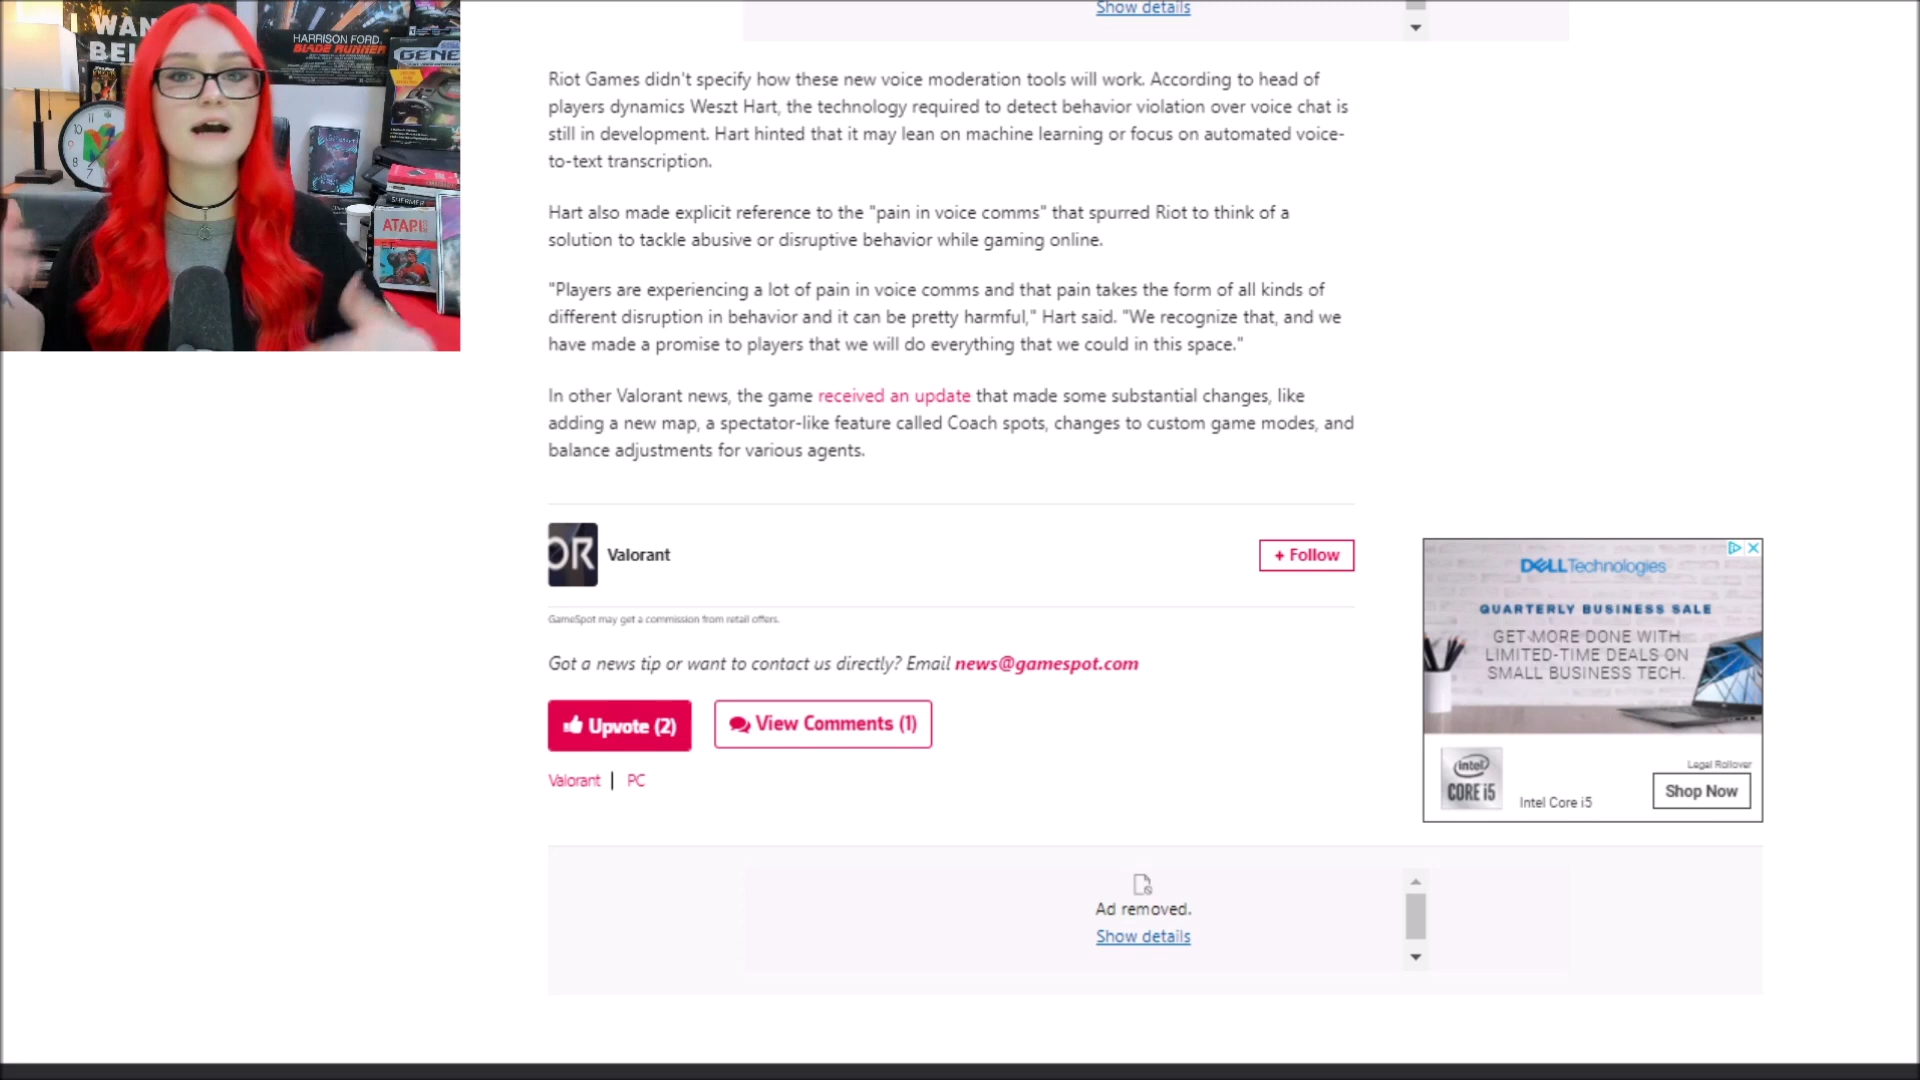 WAN
BEL
HARRISON FORD
BLADE RUNNER
GENE
ATARI
Show details
Riot Games didn't specify how these new voice moderation tools will work. According to head of
players dynamics Weszt Hart, the technology required to detect behavior violation over voice chat is
still in development. Hart hinted that it may lean on machine learning or focus on automated voice-
to-text transcription.
Hart also made explicit reference to the "pain in voice comms" that spurred Riot to think of a
solution to tackle abusive or disruptive behavior while gaming online.
"Players are experiencing a lot of pain in voice comms and that pain takes the form of all kinds of
different disruption in behavior and it can be pretty harmful," Hart said. "We recognize that, and we
have made a promise to players that we will do everything that we could in this space."
In other Valorant news, the game received an update that made some substantial changes, like
adding a new map, a spectator-like feature called Coach spots, changes to custom game modes, and
balance adjustments for various agents.
OR
Valorant
+ Follow
GameSpot may get a commission from retail offers.
Got a news tip or want to contact us directly? Email news@gamespot.com
Upvote (2)
View Comments (1)
Valorant | PC
DELL Technologies
QUARTERLY BUSINESS SALE
GET MORE DONE WITH
LIMITED-TIME DEALS ON
SMALL BUSINESS TECH.
intel
CORE i5
Intel Core i5
Legal Rollover
Shop Now
Ad removed.
Show details